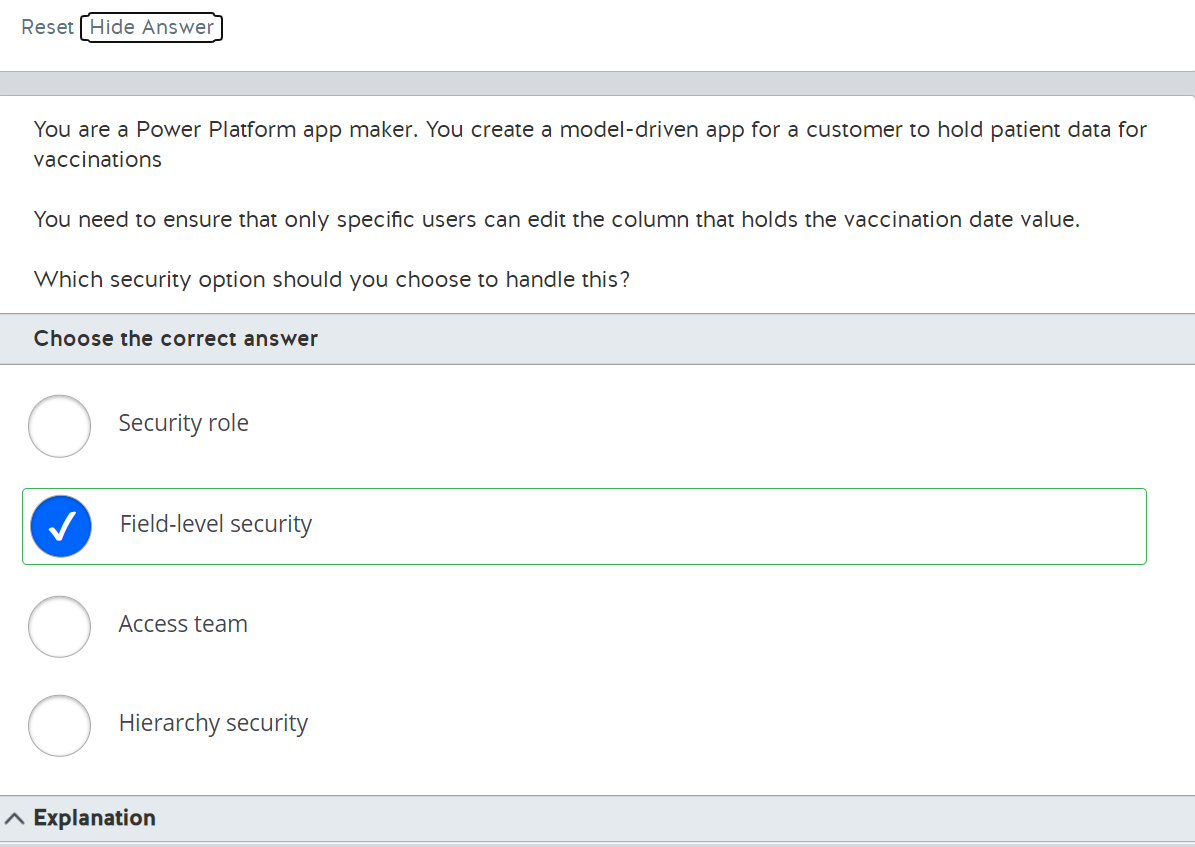 Reset Hide Answer
You are a Power Platform app maker. You create a model-driven app for a customer to hold patient data for
vaccinations
You need to ensure that only specific users can edit the column that holds the vaccination date value.
Which security option should you choose to handle this?
Choose the correct answer
Security role
Field-level security
Access team
Hierarchy security
Explanation